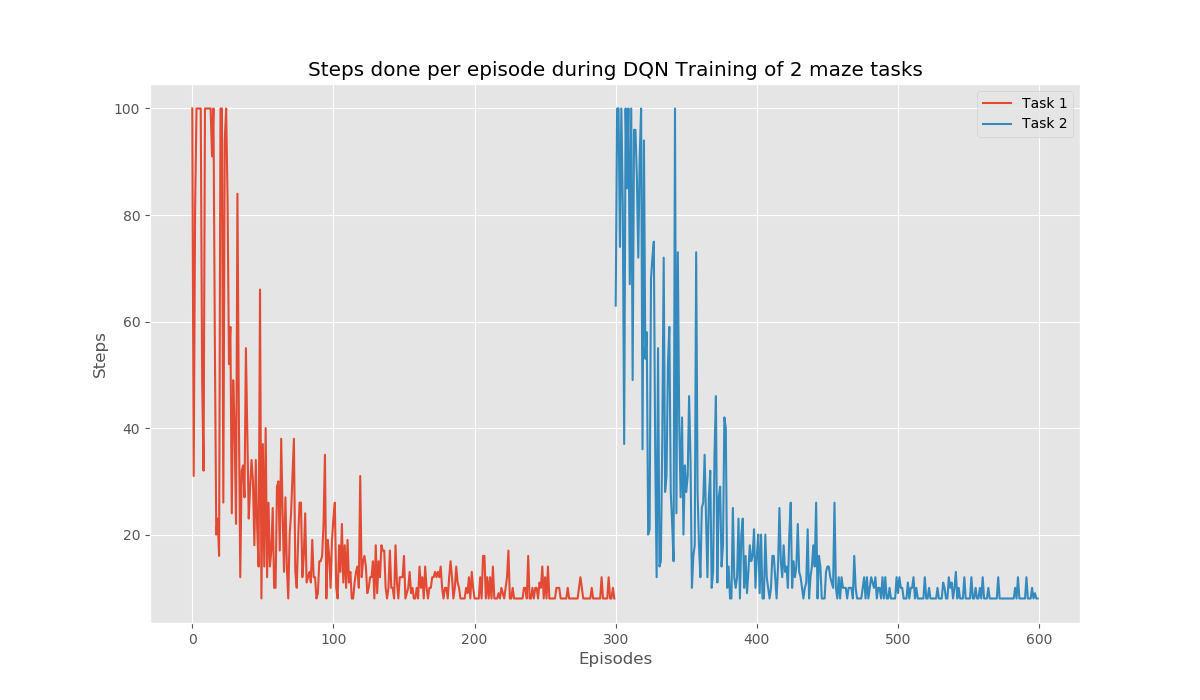 Steps done per episode during DQN Training of 2 maze tasks
Task 1
Task 2
100
80
60
40
20
Steps
0 100 200 300 400 500 600
Episodes